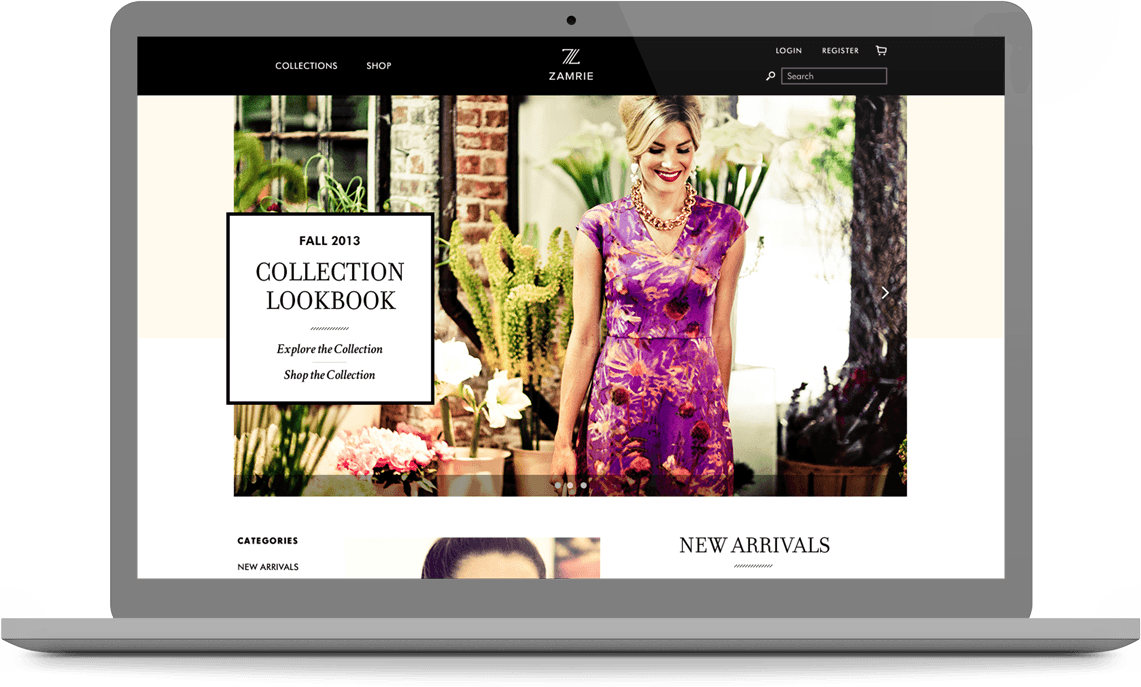 COLLECTIONS
SHOP
ZAMRIE
LOGIN
REGISTER
Search
FALL 2013
COLLECTION
LOOKBOOK
Explore the Collection
Shop the Collection
CATEGORIES
NEW ARRIVALS
NEW ARRIVALS